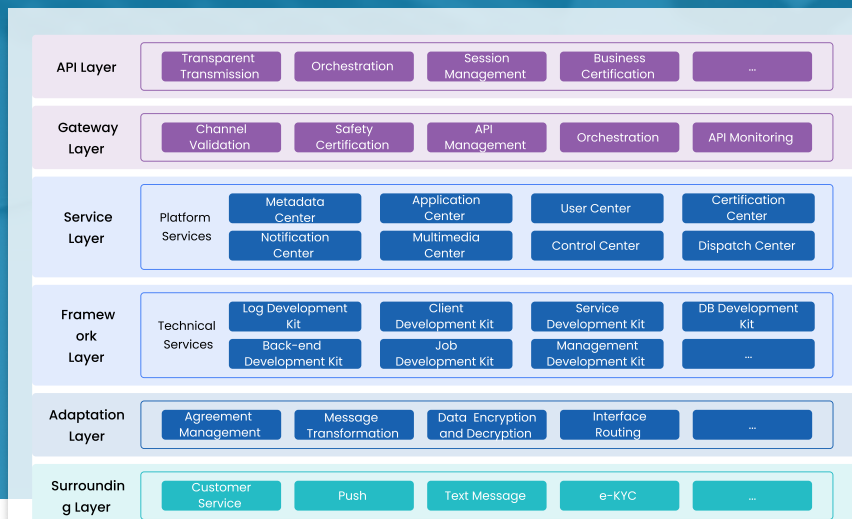 API Layer
Transparent
Transmission
Orchestration
Session
Management
Business
Certification
...
Gateway
Layer
Channel
Validation
Safety
Certification
API
Management
Orchestration
API Monitoring
Service
Layer
Platform
Services
Metadata
Center
Application
Center
User Center
Certification
Center
Notification
Center
Multimedia
Center
Control Center
Dispatch Center
Framew
ork
Layer
Technical
Services
Log Development
Kit
Client
Development Kit
Service
Development Kit
DB Development
Kit
Back-end
Development Kit
Job
Development Kit
Management
Development Kit
...
Adaptation
Layer
Agreement
Management
Message
Transformation
Data Encryption
and Decryption
Interface
Routing
...
Surroundin
g Layer
Customer
Service
Push
Text Message
e-KYC
...